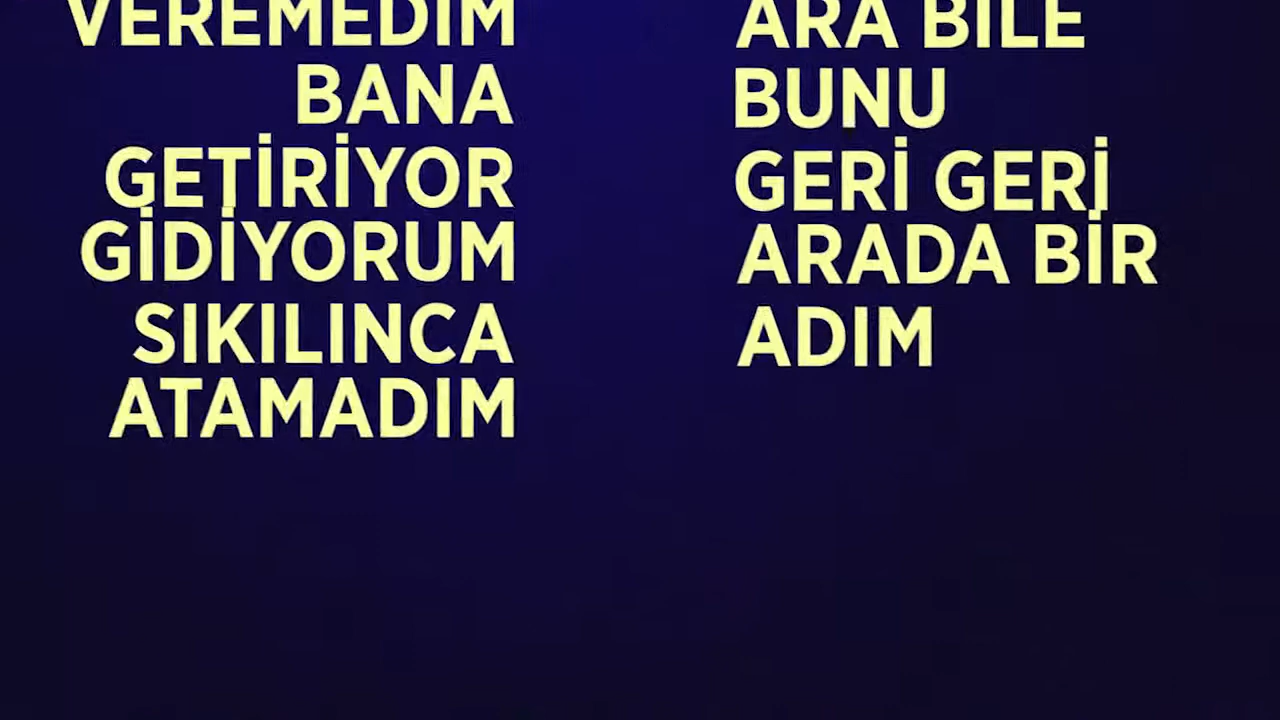 VEREMEDİM
BANA
GETİRİYOR
GİDİYORUM
SIKILINCA
ATAMADIM
ARA BİLE
BUNU
GERİ GERİ
ARADA BİR
ADIM